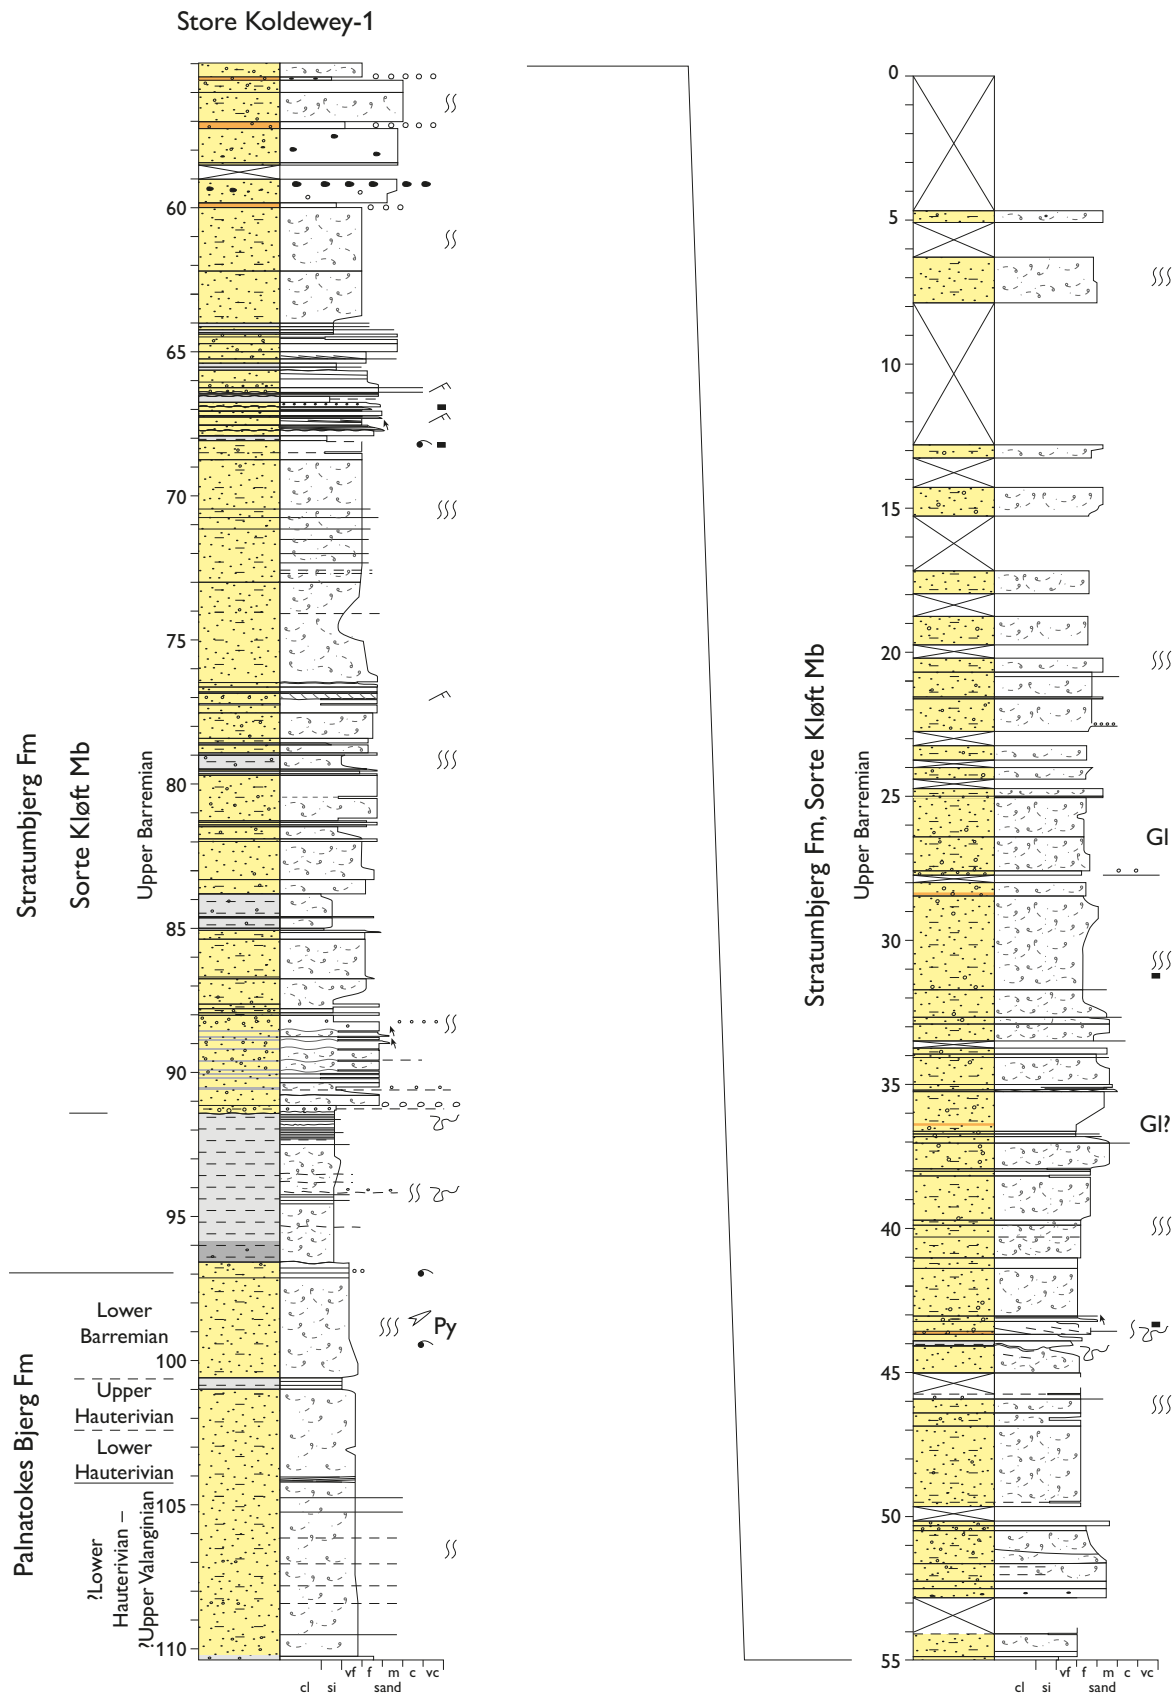 Store Koldewey-1
60
65
70
75
80
85
90
95
100
105
110
Stratumbjerg Fm
Sorte Kløft Mb
Upper Barremian
Palnatokes Bjerg Fm
Lower
Barremian
Upper
Hauterivian
Lower
Hauterivian
?Lower
Hauterivian –
?Upper Valanginian
Py
vf f m c vc
cl si sand
0
5
10
15
20
25
30
35
40
45
50
55
Stratumbjerg Fm, Sorte Kløft Mb
Upper Barremian
Gl
Gl?
vf f m c vc
cl si sand